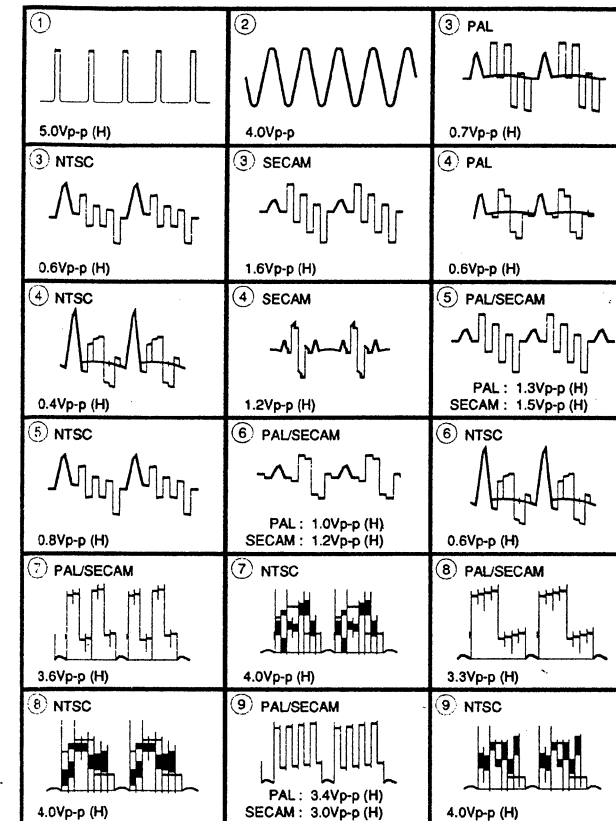 ① 
5.0Vp-p (H)
②
4.0Vp-p
③ PAL
0.7Vp-p (H)
③ NTSC
0.6Vp-p (H)
③ SECAM
1.6Vp-p (H)
④ PAL
0.6Vp-p (H)
④ NTSC
0.4Vp-p (H)
④ SECAM
1.2Vp-p (H)
⑤ PAL/SECAM
PAL : 1.3Vp-p (H)
SECAM : 1.5Vp-p (H)
⑤ NTSC
0.8Vp-p (H)
⑥ PAL/SECAM
PAL : 1.0Vp-p (H)
SECAM : 1.2Vp-p (H)
⑥ NTSC
0.6Vp-p (H)
⑦ PAL/SECAM
3.6Vp-p (H)
⑦ NTSC
4.0Vp-p (H)
⑧ PAL/SECAM
3.3Vp-p (H)
⑧ NTSC
4.0Vp-p (H)
⑨ PAL/SECAM
PAL : 3.4Vp-p (H)
SECAM : 3.0Vp-p (H)
⑨ NTSC
4.0Vp-p (H)